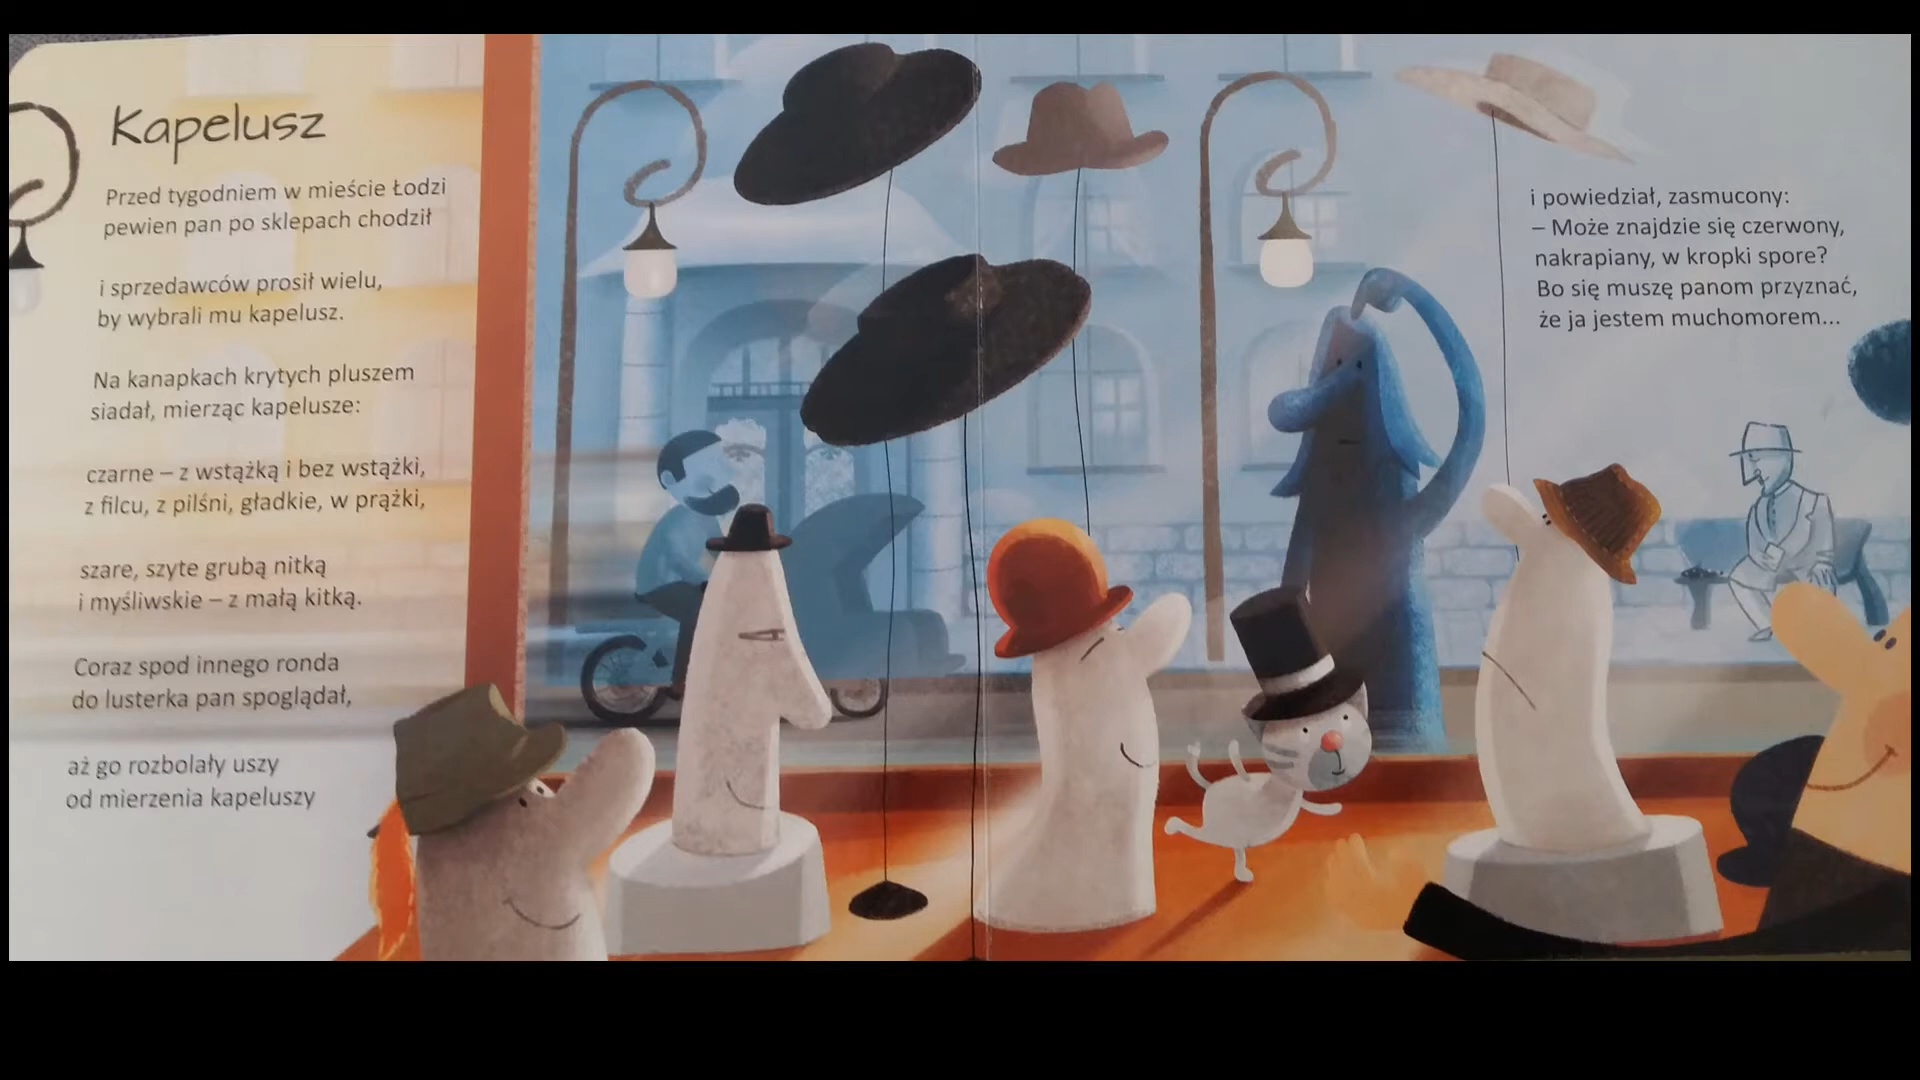 Kapelusz
Przed tygodniem w mieście Łodzi
pewien pan po sklepach chodził
i sprzedawców prosił wielu,
by wybrali mu kapelusz.
Na kanapkach krytych pluszem
siadał, mierząc kapelusze:
czarne – z wstążką i bez wstążki,
z filcu, z pilśni, gładkie, w prążki,
szare, szyte grubą nitką
i myśliwskie – z małą kitką.
Coraz spod innego ronda
do lusterka pan spoglądał,
aż go rozbolały uszy
od mierzenia kapeluszy
i powiedział, zasmucony:
– Może znajdzie się czerwony,
nakrapiany, w kropki spore?
Bo się muszę panom przyznać,
że ja jestem muchomorem...